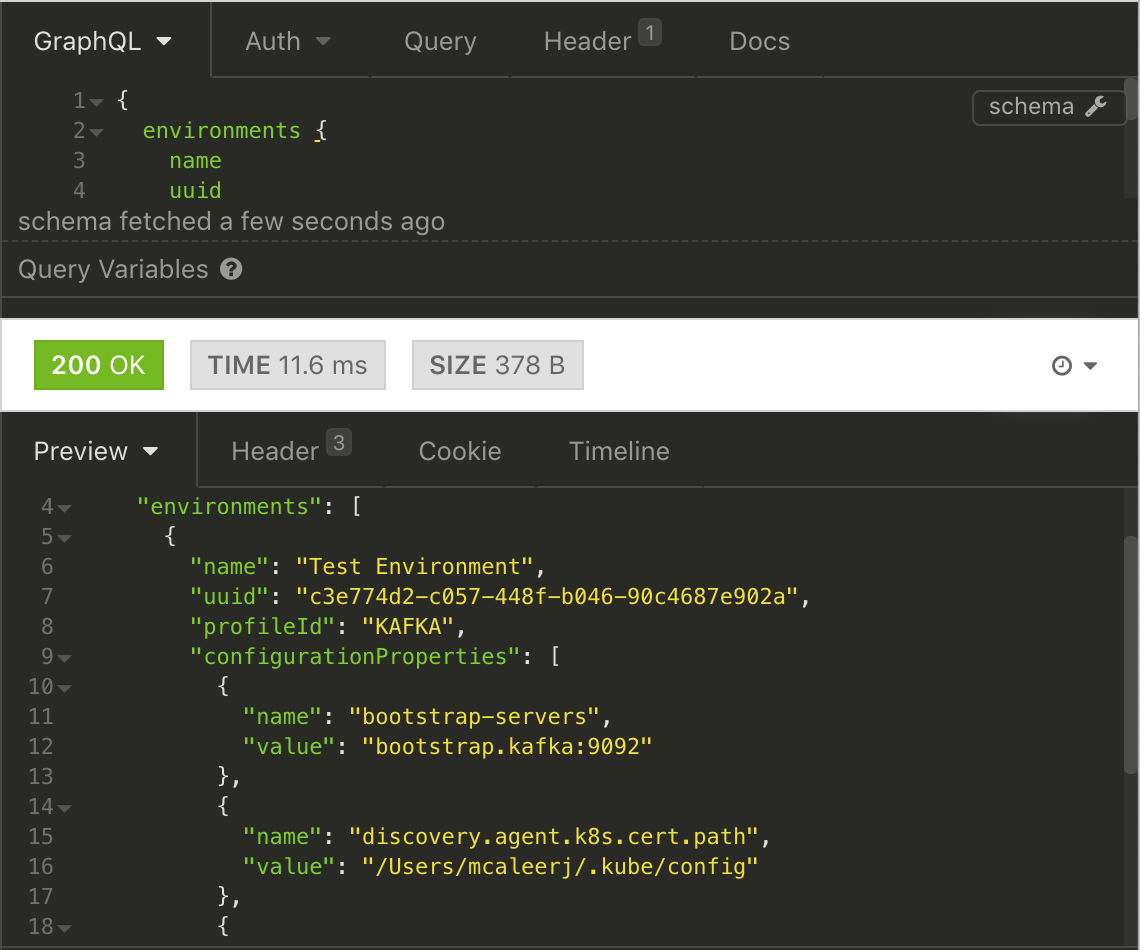 GraphQL Auth Query Header 1 Docs
1 {
schema
2 environments {
3 name
4 uuid
schema fetched a few seconds ago
Query Variables ?
200 OK TIME 11.6 ms SIZE 378 B
Preview Header 3 Cookie Timeline
4 "environments": [
5 {
6 "name": "Test Environment",
7 "uuid": "c3e774d2-c057-448f-b046-90c4687e902a",
8 "profileId": "KAFKA",
9 "configurationProperties": [
10 {
11 "name": "bootstrap-servers",
12 "value": "bootstrap.kafka:9092"
13 },
14 {
15 "name": "discovery.agent.k8s.cert.path",
16 "value": "/Users/mcaleerj/.kube/config"
17 },
18 {